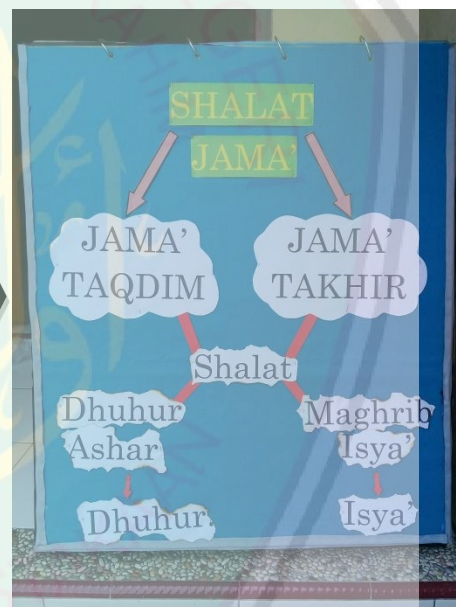 SHALAT
JAMA'
JAMA'
TAQDIM
JAMA'
TAKHIR
Shalat
Dhuhur
Ashar
Maghrib
Isya'
Dhuhur
Isya'